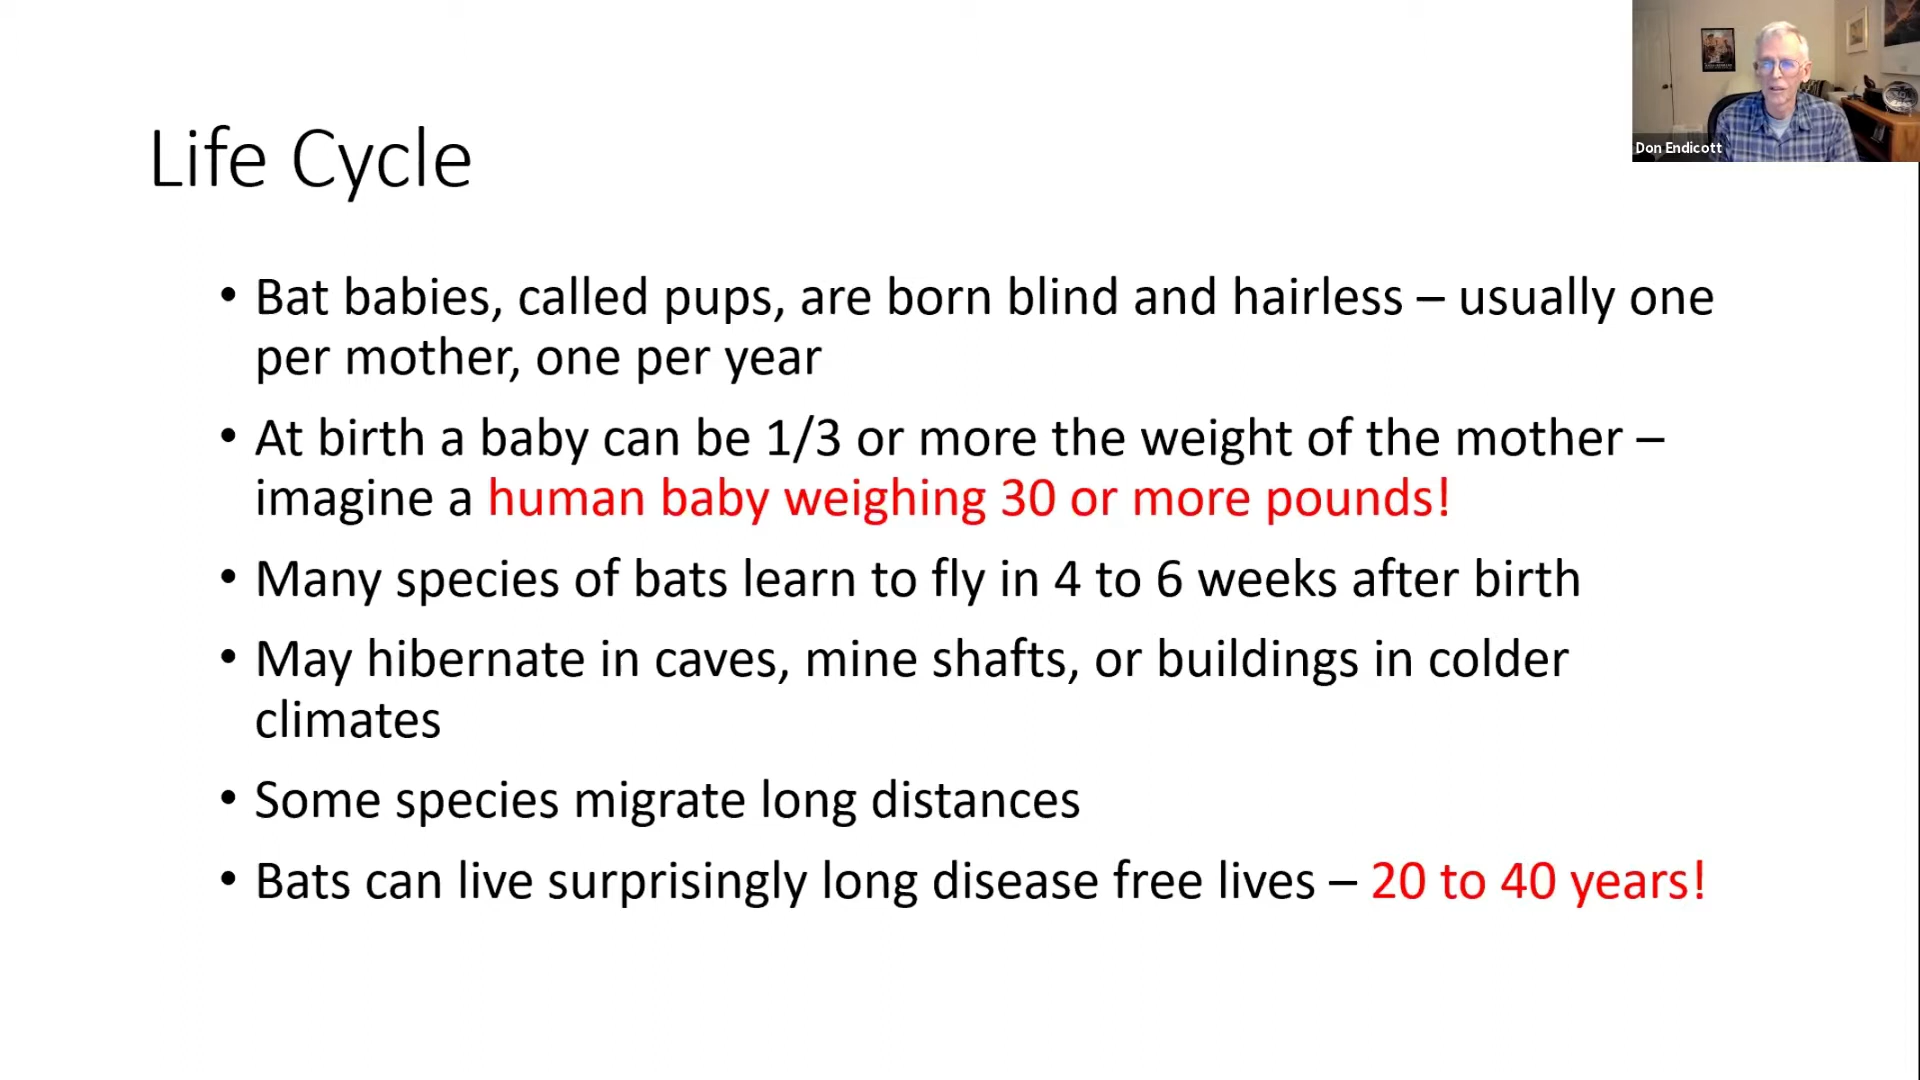 Life Cycle
Don Endicott
• Bat babies, called pups, are born blind and hairless – usually one
per mother, one per year
• At birth a baby can be 1/3 or more the weight of the mother –
imagine a human baby weighing 30 or more pounds!
• Many species of bats learn to fly in 4 to 6 weeks after birth
• May hibernate in caves, mine shafts, or buildings in colder
climates
• Some species migrate long distances
• Bats can live surprisingly long disease free lives – 20 to 40 years!